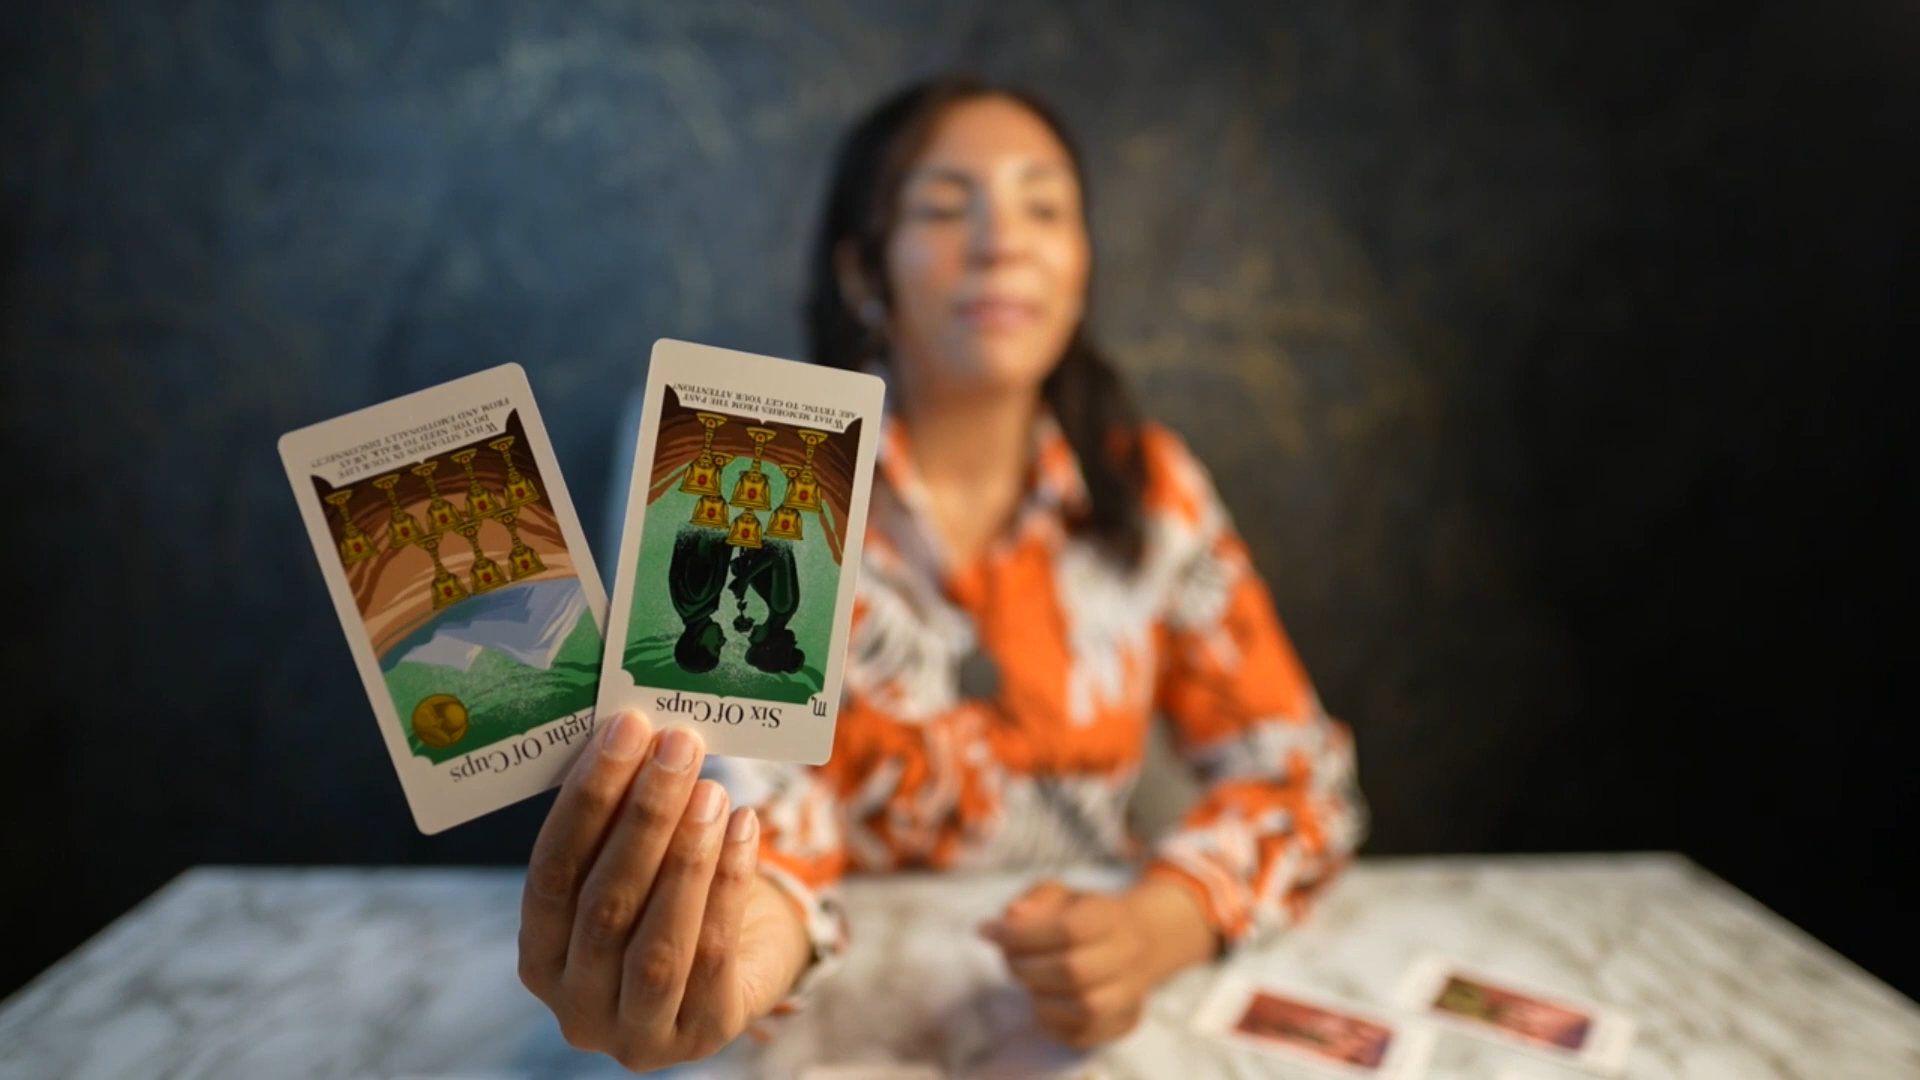 Eight Of Cups
WHAT SITUATION IN YOUR LIFE
DO YOU NEED TO WALK AWAY
FROM AND EMOTIONALLY DISCONNECT?
♏
Six Of Cups
WHAT MEMORIES FROM THE PAST
ARE TRYING TO GET YOUR ATTENTION?